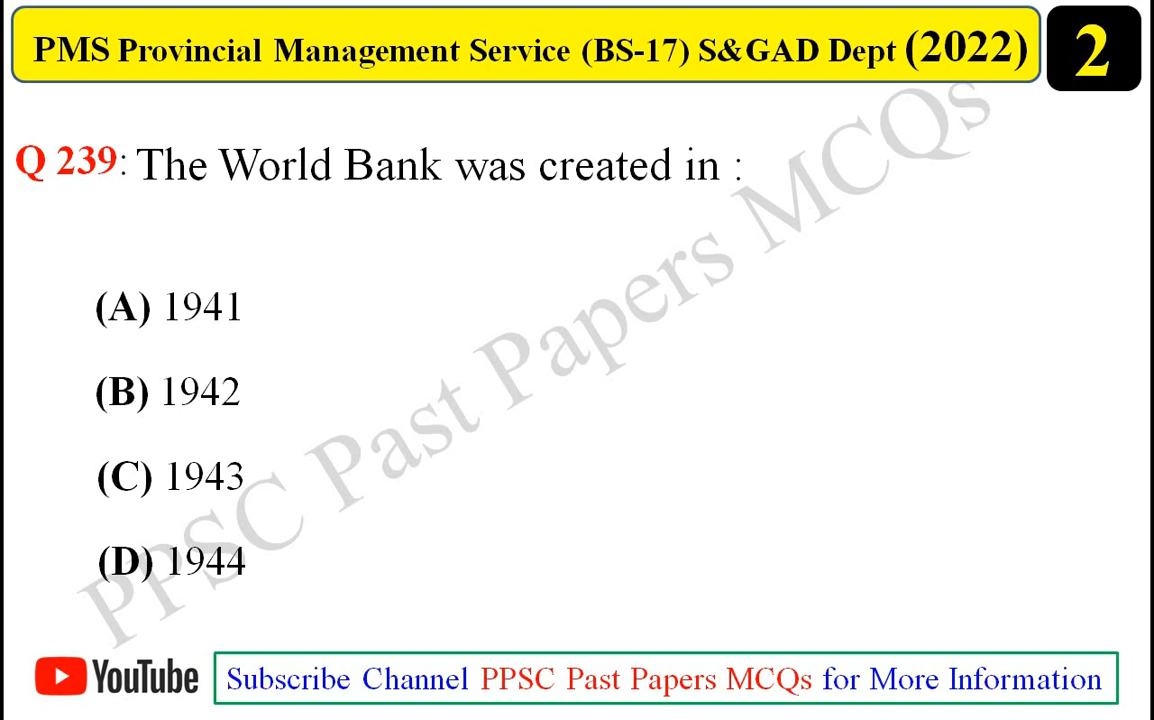 PMS Provincial Management Service (BS-17) S&GAD Dept (2022)
2
Q 239: The World Bank was created in :
(A) 1941
(B) 1942
(C) 1943
(D) 1944
PPSC Past Papers MCQs
YouTube
Subscribe Channel PPSC Past Papers MCQs for More Information